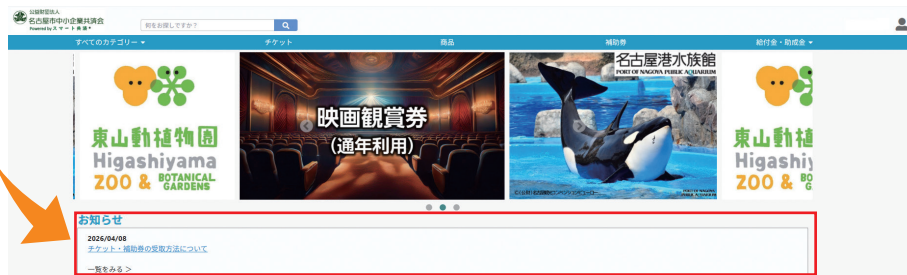 公益財団法人
名古屋市中小企業共済会
Powered by スマート共済®
何をお探しですか?
すべてのカテゴリー
チケット
商品
補助券
給付金・助成金
東山動植物園
Higashiyama
ZOO & BOTANICAL GARDENS
映画観賞券
(通年利用)
名古屋港水族館
PORT OF NAGOYA PUBLIC AQUARIUM
東山動植
Higashiy
ZOO &
お知らせ
2026/04/08
チケット・補助券の受取方法について
一覧をみる >